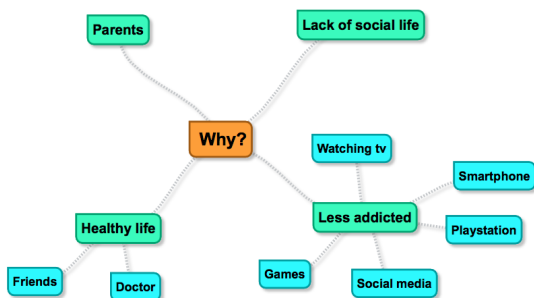 Parents
Lack of social life
Why?
Watching tv
Smartphone
Less addicted
Healthy life
Playstation
Friends
Doctor
Games
Social media